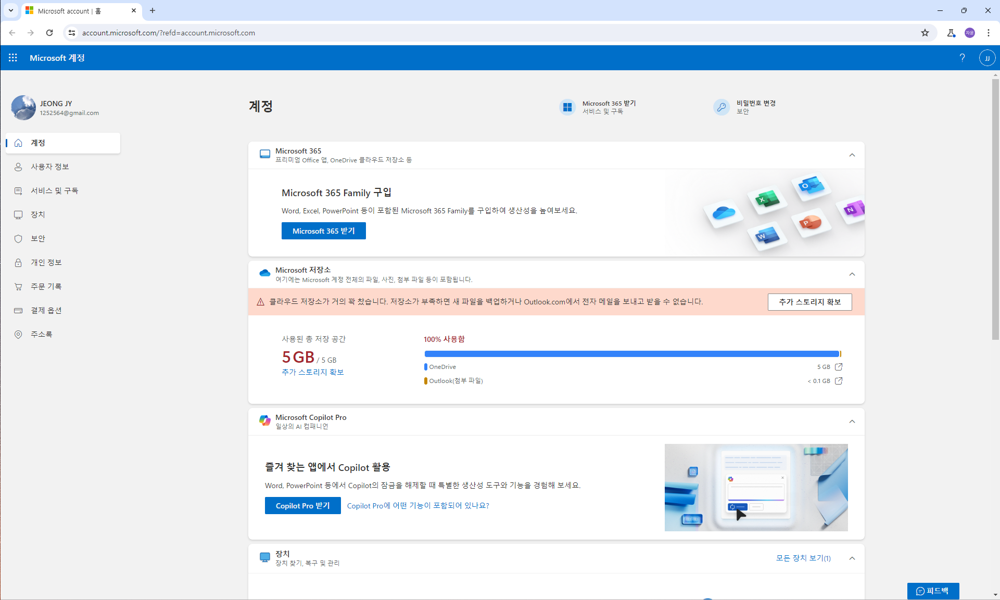 Microsoft account | 홈
account.microsoft.com/?refd=account.microsoft.com
자윤
Microsoft 계정
?
JJ
JEONG JY
1252564@gmail.com
계정
사용자 정보
서비스 및 구독
장치
보안
개인 정보
주문 기록
결제 옵션
주소록
계정
Microsoft 365 받기
서비스 및 구독
비밀번호 변경
보안
Microsoft 365
프리미엄 Office 앱, OneDrive 클라우드 저장소 등
Microsoft 365 Family 구입
Word, Excel, PowerPoint 등이 포함된 Microsoft 365 Family를 구입하여 생산성을 높여보세요.
Microsoft 365 받기
Microsoft 저장소
여기에는 Microsoft 계정 전체의 파일, 사진, 첨부 파일 등이 포함됩니다.
클라우드 저장소가 거의 꽉 찼습니다. 저장소가 부족하면 새 파일을 백업하거나 Outlook.com에서 전자 메일을 보내고 받을 수 없습니다.
추가 스토리지 확보
사용된 총 저장 공간
5 GB / 5 GB
추가 스토리지 확보
100% 사용함
OneDrive
5 GB
Outlook(첨부 파일)
< 0.1 GB
Microsoft Copilot Pro
일상의 AI 컴패니언
즐겨 찾는 앱에서 Copilot 활용
Word, PowerPoint 등에서 Copilot의 잠금을 해제할 때 특별한 생산성 도구와 기능을 경험해 보세요.
Copilot Pro 받기
Copilot Pro에 어떤 기능이 포함되어 있나요?
장치
장치 찾기, 복구 및 관리
모든 장치 보기(1)
피드백